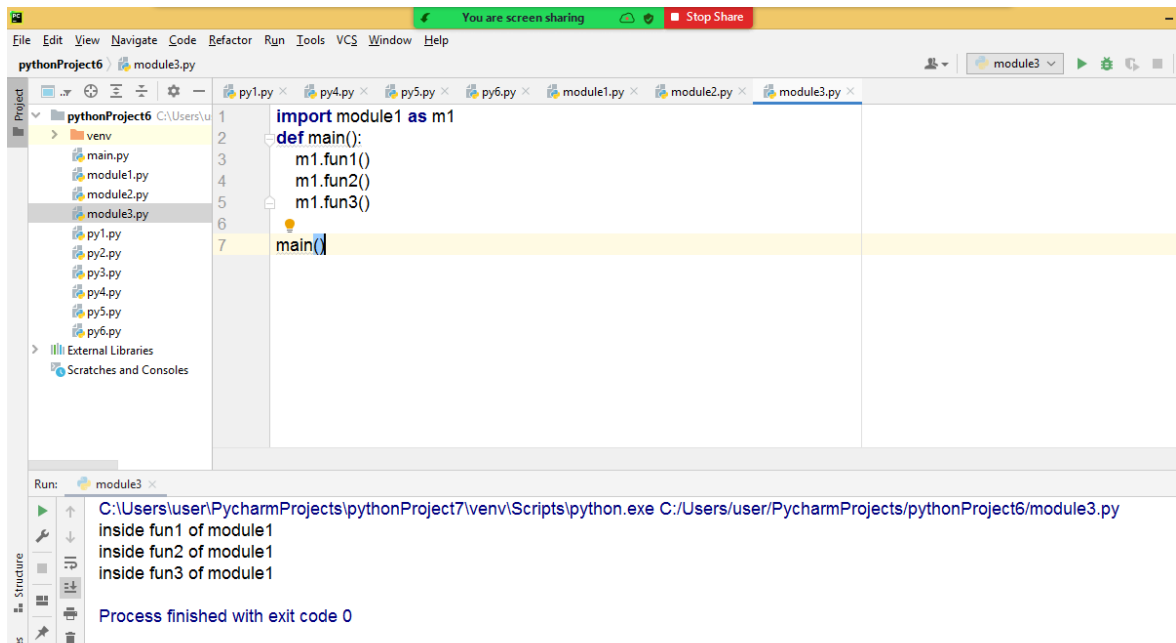 PC
You are screen sharing
Stop Share
File Edit View Navigate Code Refactor Run Tools VCS Window Help
pythonProject6 module3.py
module3
Project
py1.py py4.py py5.py py6.py module1.py module2.py module3.py
pythonProject6 C:\Users\u
venv
main.py
module1.py
module2.py
module3.py
py1.py
py2.py
py3.py
py4.py
py5.py
py6.py
External Libraries
Scratches and Consoles
1 import module1 as m1
2 def main():
3 m1.fun1()
4 m1.fun2()
5 m1.fun3()
6
7 main()
Run: module3
C:\Users\user\PycharmProjects\pythonProject7\venv\Scripts\python.exe C:/Users/user/PycharmProjects/pythonProject6/module3.py
inside fun1 of module1
inside fun2 of module1
inside fun3 of module1
Process finished with exit code 0
Structure